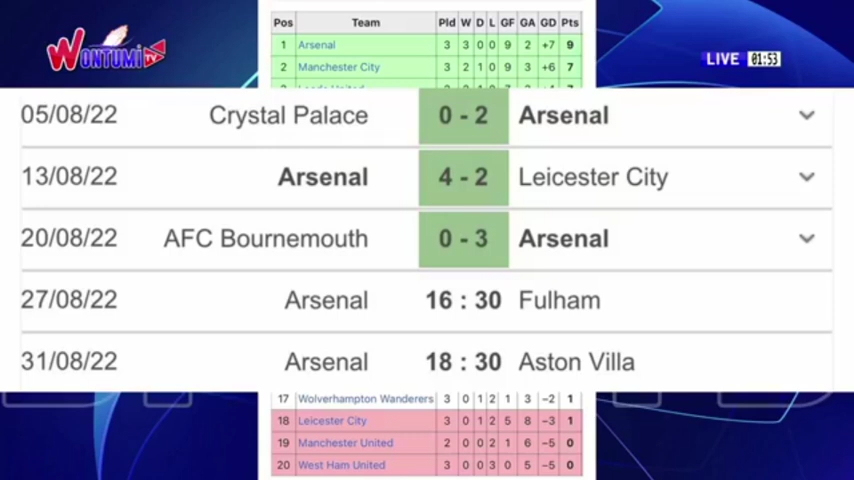 Pos Team Pld W D L GF GA GD Pts
1 Arsenal 3 3 0 0 9 2 +7 9
2 Manchester City 3 2 1 0 9 3 +6 7
WONTUMI TV
LIVE 01:53
05/08/22 Crystal Palace 0 - 2 Arsenal
13/08/22 Arsenal 4 - 2 Leicester City
20/08/22 AFC Bournemouth 0 - 3 Arsenal
27/08/22 Arsenal 16 : 30 Fulham
31/08/22 Arsenal 18 : 30 Aston Villa
17 Wolverhampton Wanderers 3 0 1 2 1 3 −2 1
18 Leicester City 3 0 1 2 5 8 −3 1
19 Manchester United 2 0 0 2 1 6 −5 0
20 West Ham United 3 0 0 3 0 5 −5 0